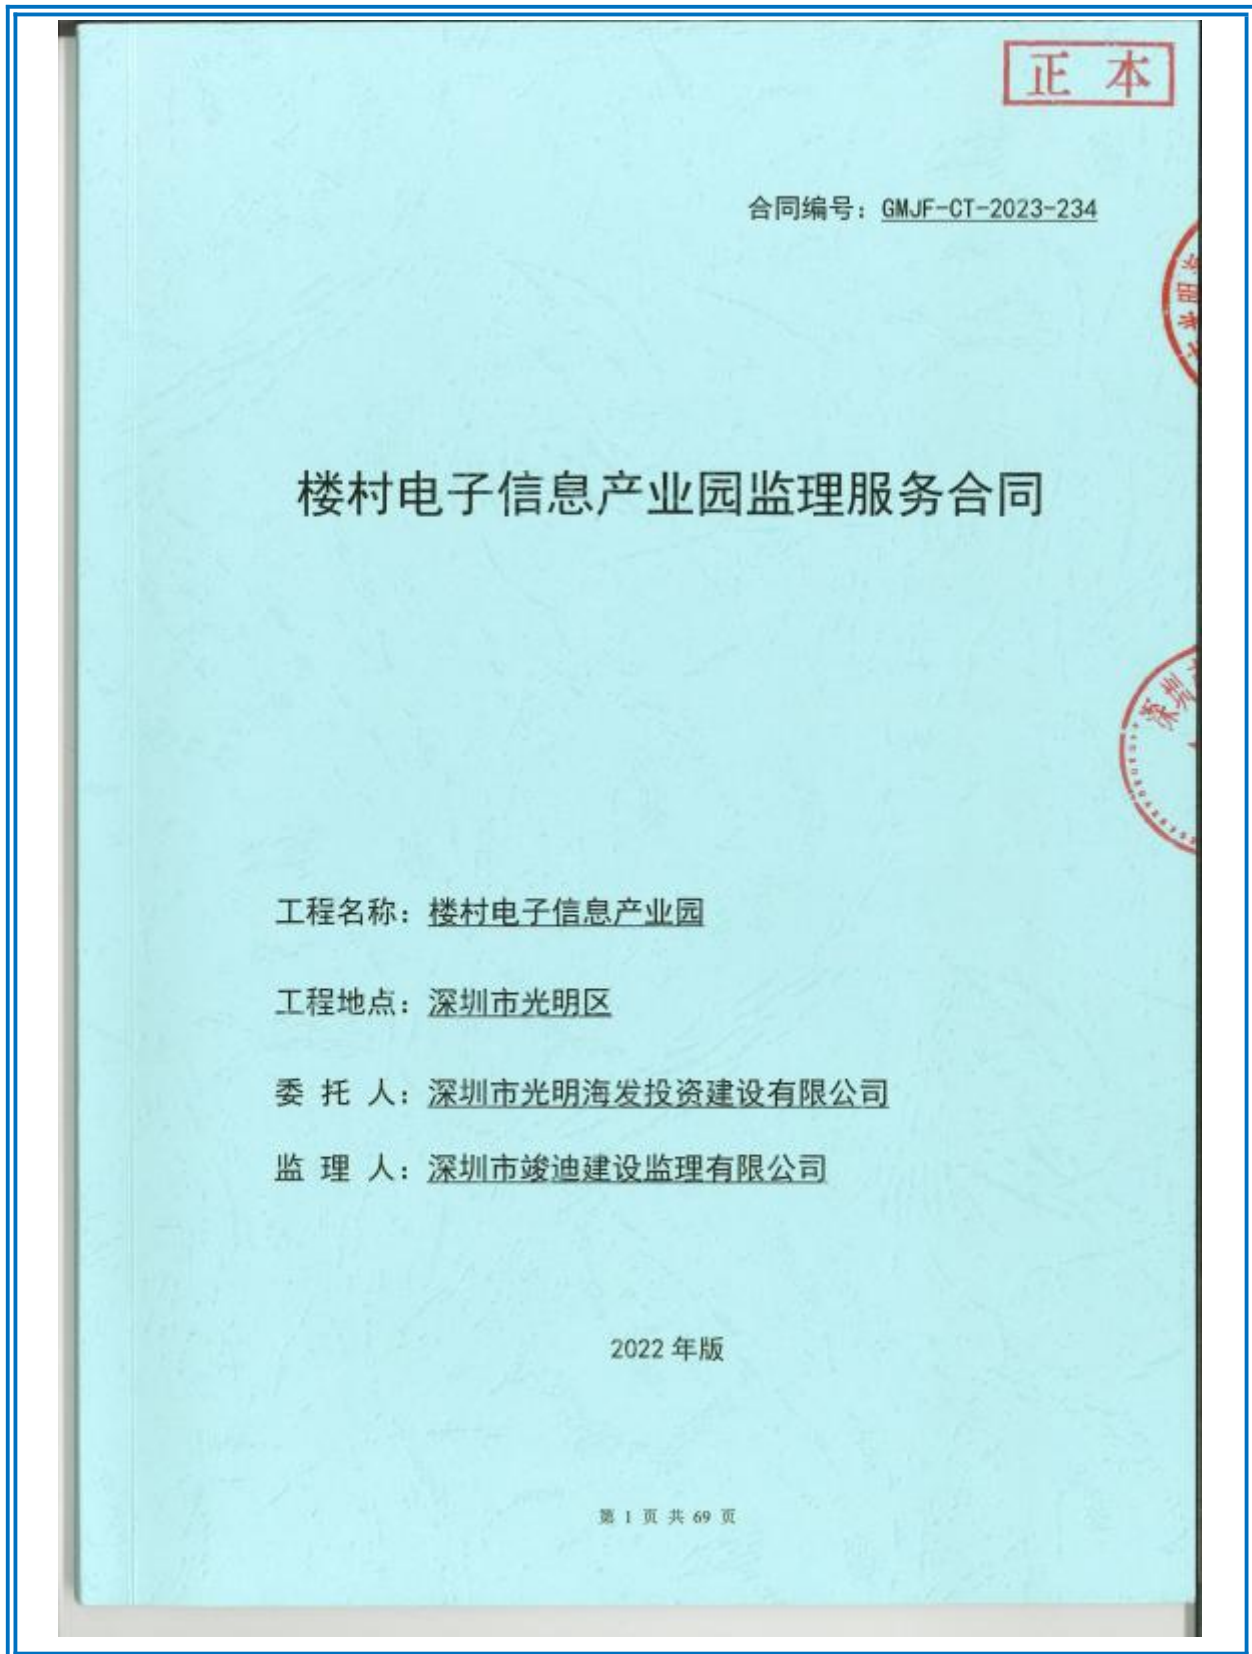 正 本
合同编号：GMJF-CT-2023-234
楼村电子信息产业园监理服务合同
深圳
工程名称：楼村电子信息产业园
工程地点：深圳市光明区
委 托 人：深圳市光明海发投资建设有限公司
监 理 人：深圳市竣迪建设监理有限公司
2022 年版
第 1 页 共 69 页